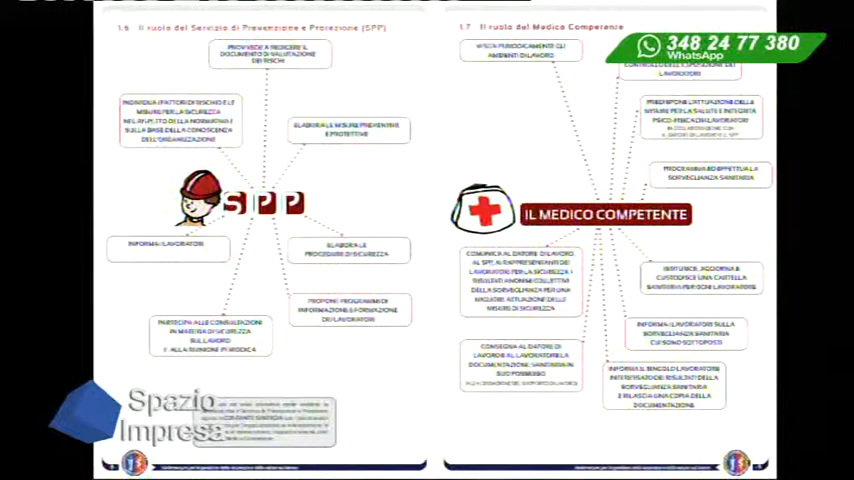 1.6 Il ruolo del Servizio di Prevenzione e Protezione (SPP)
PROVVEDE A REDIGERE IL
DOCUMENTO DI VALUTAZIONE
DEI RISCHI
INDIVIDUA I FATTORI DI RISCHIO E LE
MISURE PER LA SICUREZZA
NEL RISPETTO DELLA NORMATIVA E
SULLA BASE DELLA CONOSCENZA
DELL'ORGANIZZAZIONE
ELABORA LE MISURE PREVENTIVE
E PROTETTIVE
SPP
INFORMA I LAVORATORI
ELABORA LE
PROCEDURE DI SICUREZZA
PROPONE PROGRAMMI DI
INFORMAZIONE E FORMAZIONE
DEI LAVORATORI
PARTECIPA ALLE CONSULTAZIONI
IN MATERIA DI SICUREZZA
SUL LAVORO
E ALLA RIUNIONE PERIODICA
Spazio
Impresa
1.7 Il ruolo del Medico Competente
348 24 77 380
WhatsApp
VISITA PERIODICAMENTE GLI
AMBIENTI DI LAVORO
LAVORATORI
PREDISPONE L'ATTUAZIONE DELLE
MISURE PER LA SALUTE E INTEGRITÀ
PSICO-FISICA DEI LAVORATORI
IN COLLABORAZIONE CON
IL DATORE DI LAVORO E IL SPP
PROGRAMMA ED EFFETTUA LA
SORVEGLIANZA SANITARIA
IL MEDICO COMPETENTE
COMUNICA AL DATORE DI LAVORO,
AL SPP, AI RAPPRESENTANTI DEI
LAVORATORI PER LA SICUREZZA I
RISULTATI ANONIMI COLLETTIVI
DELLA SORVEGLIANZA PER UNA
MIGLIORE ATTUAZIONE DELLE
MISURE DI SICUREZZA
ISTITUISCE, AGGIORNA E
CUSTODISCE UNA CARTELLA
SANITARIA PER OGNI LAVORATORE
INFORMA I LAVORATORI SULLA
SORVEGLIANZA SANITARIA
CUI SONO SOTTOPOSTI
CONSEGNA AL DATORE DI
LAVORO E AL LAVORATORE LA
DOCUMENTAZIONE SANITARIA IN
SUO POSSESSO
INFORMA IL SINGOLO LAVORATORE
INTERESSATO DEI RISULTATI DELLA
SORVEGLIANZA SANITARIA
E RILASCIA UNA COPIA DELLA
DOCUMENTAZIONE